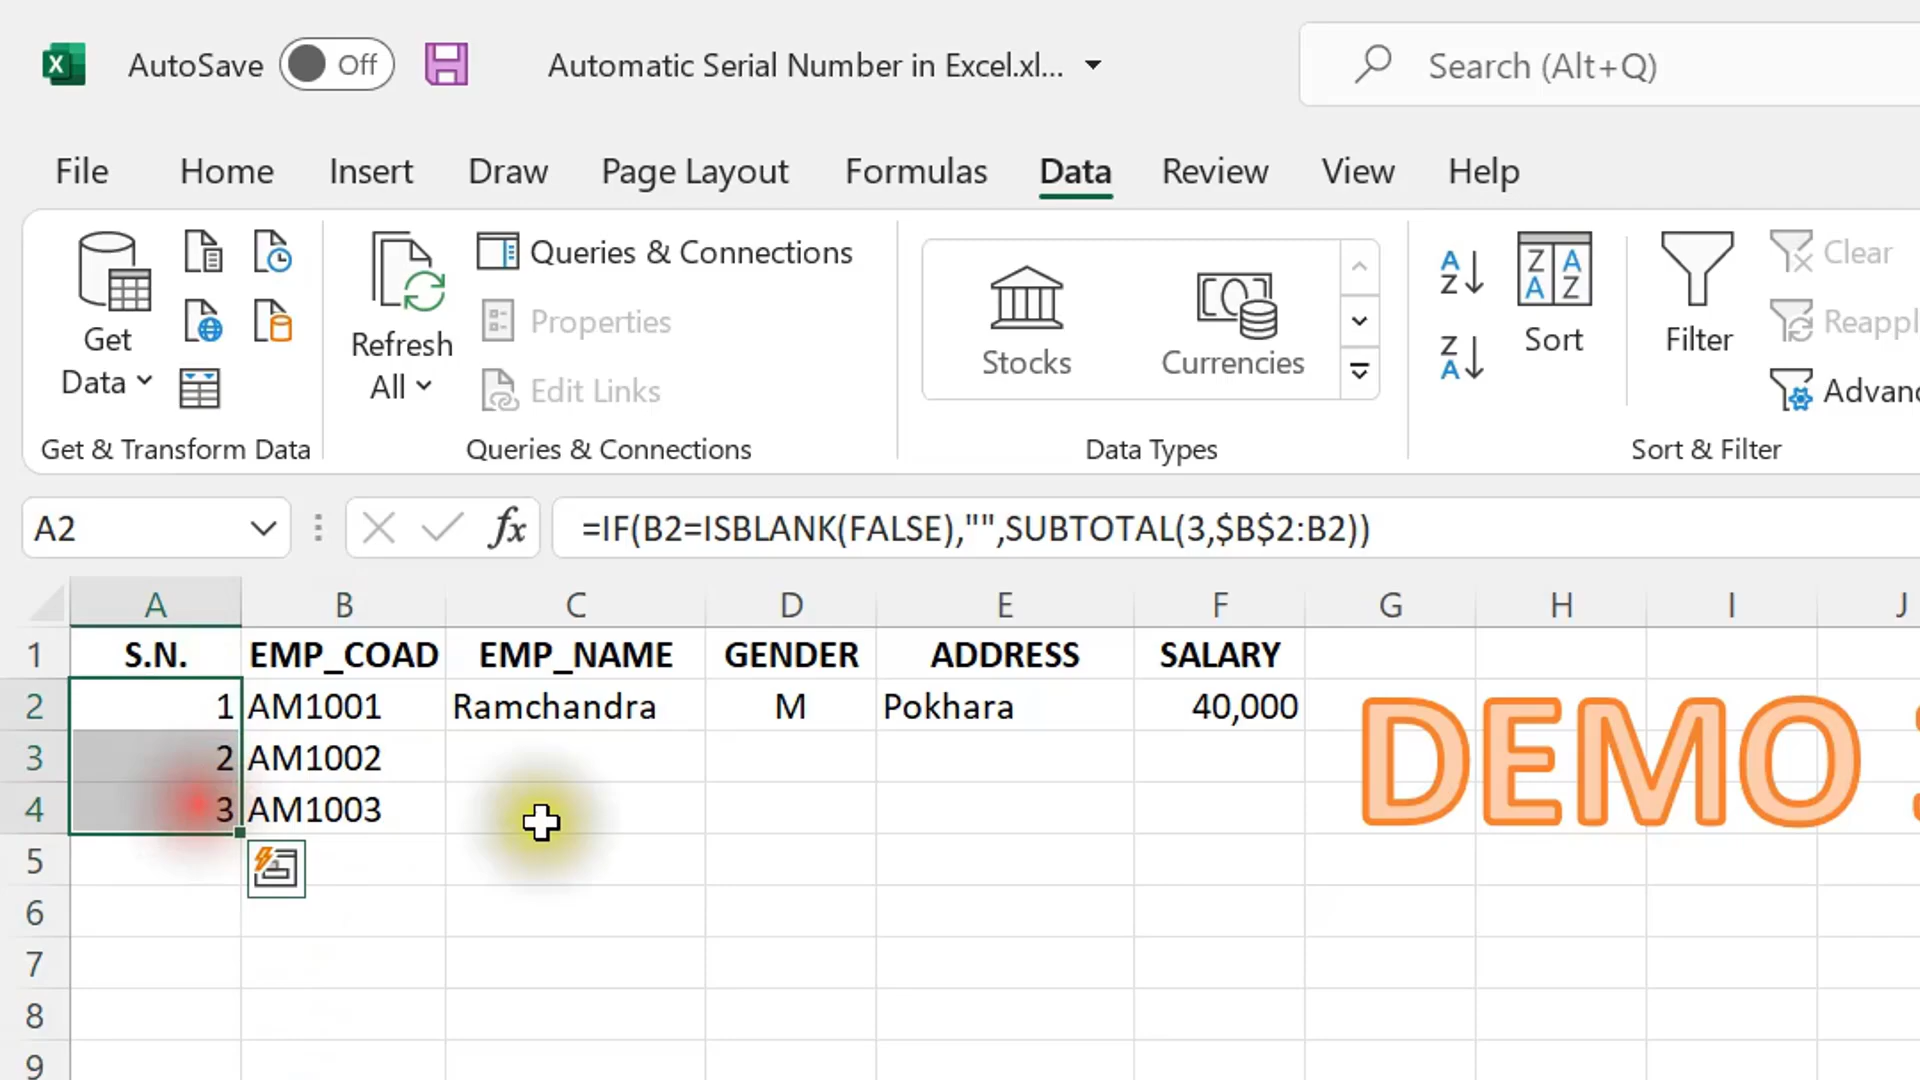 AutoSave Off Automatic Serial Number in Excel.xl... Search (Alt+Q)
File Home Insert Draw Page Layout Formulas Data Review View Help
Get Data
Refresh All
Queries & Connections
Properties
Edit Links
Stocks Currencies
Sort
Filter
Clear
Reappl
Advanc
Get & Transform Data Queries & Connections Data Types Sort & Filter
A2 fx =IF(B2=ISBLANK(FALSE),"",SUBTOTAL(3,$B$2:B2))
A B C D E F G H I J
1 S.N. EMP_COAD EMP_NAME GENDER ADDRESS SALARY
2 1 AM1001 Ramchandra M Pokhara 40,000
3 2 AM1002
4 3 AM1003
5
6
7
8
9
DEMO